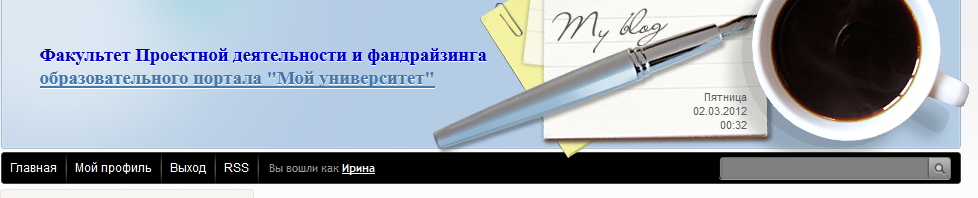 My blog
Факультет Проектной деятельности и фандрайзинга
образовательного портала "Мой университет"
Пятница
02.03.2012
00:32
Главная
Мой профиль
Выход
RSS
Вы вошли как Ирина